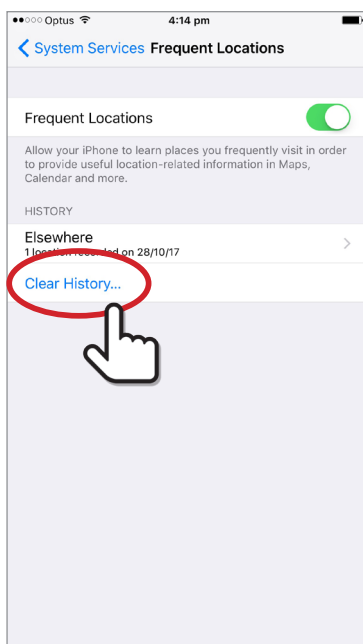 Optus 4:14 pm
System Services Frequent Locations
Frequent Locations
Allow your iPhone to learn places you frequently visit in order
to provide useful location-related information in Maps,
Calendar and more.
HISTORY
Elsewhere
1 location recorded on 28/10/17
Clear History...